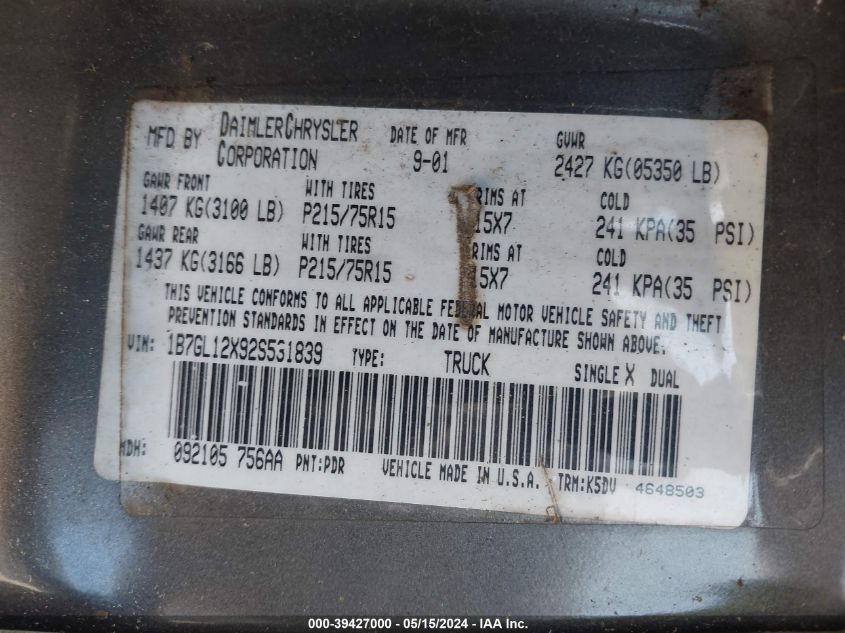 MFD BY DAIMLERCHRYSLER CORPORATION DATE OF MFR 9-01 GVWR 2427 KG(05350 LB)
GAWR FRONT WITH TIRES RIMS AT COLD
1407 KG(3100 LB) P215/75R15 15X7 241 KPA(35 PSI)
GAWR REAR WITH TIRES RIMS AT COLD
1437 KG(3166 LB) P215/75R15 15X7 241 KPA(35 PSI)
THIS VEHICLE CONFORMS TO ALL APPLICABLE FEDERAL MOTOR VEHICLE SAFETY AND THEFT
PREVENTION STANDARDS IN EFFECT ON THE DATE OF MANUFACTURE SHOWN ABOVE.
VIN: 1B7GL12X92S531839 TYPE: TRUCK SINGLE X DUAL
MDH: 092105 756AA PNT:PDR VEHICLE MADE IN U.S.A. TRM:K5DV 4648503
000-39427000 - 05/15/2024 - IAA Inc.